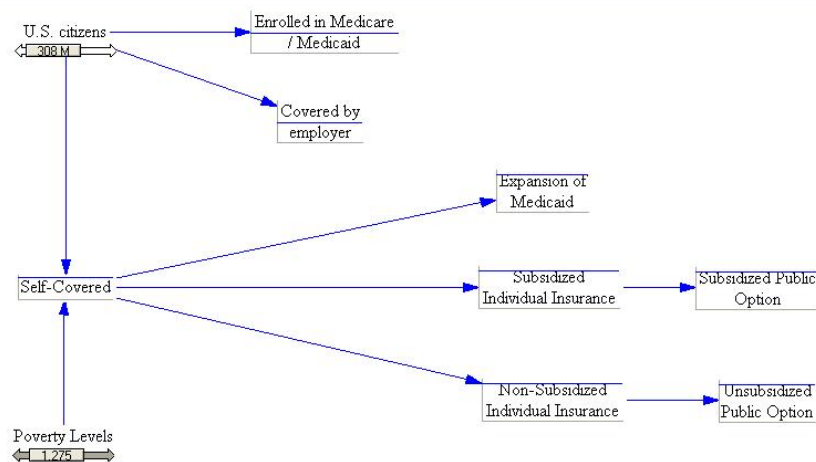 U.S. citizens
308 M
Enrolled in Medicare
/ Medicaid
Covered by
employer
Expansion of
Medicaid
Self-Covered
Subsidized
Individual Insurance
Subsidized Public
Option
Non-Subsidized
Individual Insurance
Unsubsidized
Public Option
Poverty Levels
1.275